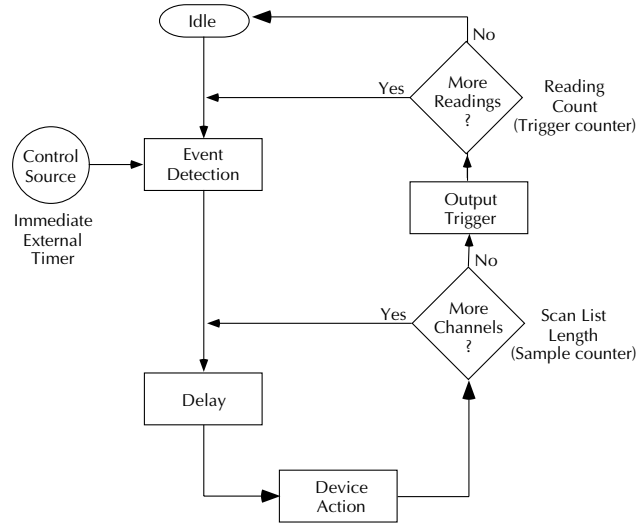 Idle
No
More
Readings
?
Yes
Reading
Count
(Trigger counter)
Control
Source
Event
Detection
Immediate
External
Timer
Output
Trigger
No
More
Channels
?
Yes
Scan List
Length
(Sample counter)
Delay
Device
Action